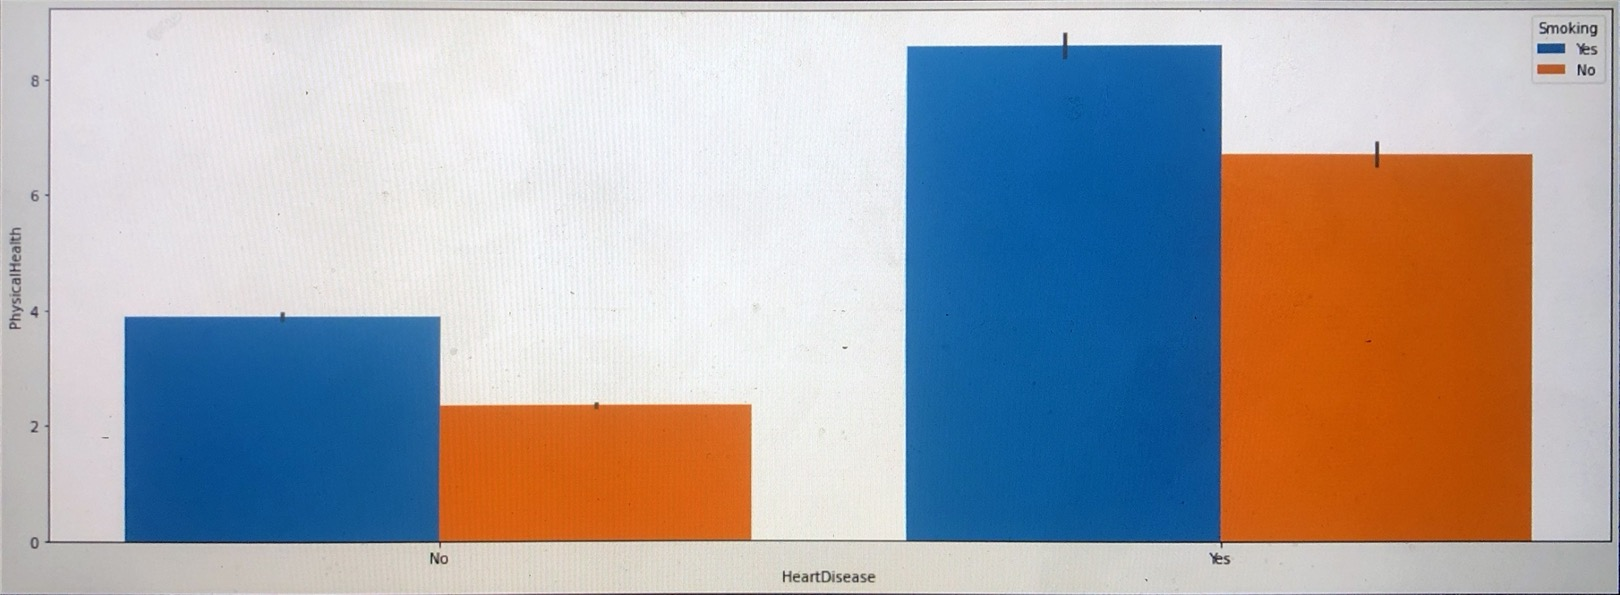 Smoking
Yes
No
8
6
4
2
0
PhysicalHealth
No
Yes
HeartDisease